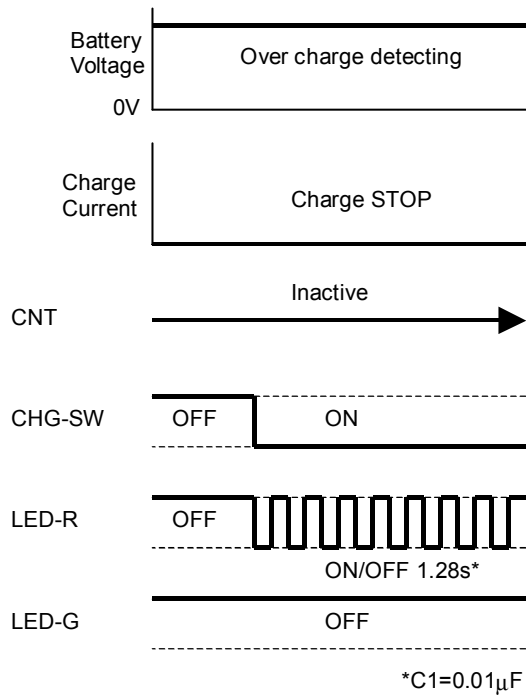 Battery
Voltage
Over charge detecting
0V
Charge
Current
Charge STOP
Inactive
CNT
CHG-SW
OFF
ON
LED-R
OFF
ON/OFF 1.28s*
LED-G
OFF
*C1=0.01μF